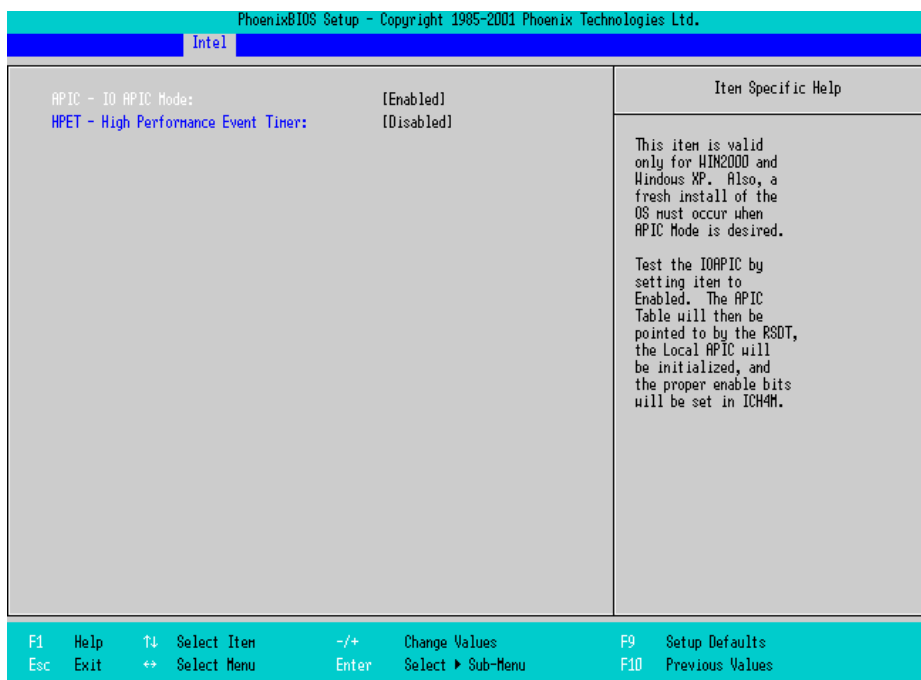 PhoenixBIOS Setup - Copyright 1985-2001 Phoenix Technologies Ltd.
Intel
APIC - IO APIC Mode: [Enabled]
HPET - High Performance Event Timer: [Disabled]
Item Specific Help
This item is valid
only for WIN2000 and
Windows XP. Also, a
fresh install of the
OS must occur when
APIC Mode is desired.
Test the IOAPIC by
setting item to
Enabled. The APIC
Table will then be
pointed to by the RSDT,
the Local APIC will
be initialized, and
the proper enable bits
will be set in ICH4M.
F1 Help ↑↓ Select Item -/+ Change Values F9 Setup Defaults
Esc Exit ↔ Select Menu Enter Select ▶ Sub-Menu F10 Previous Values